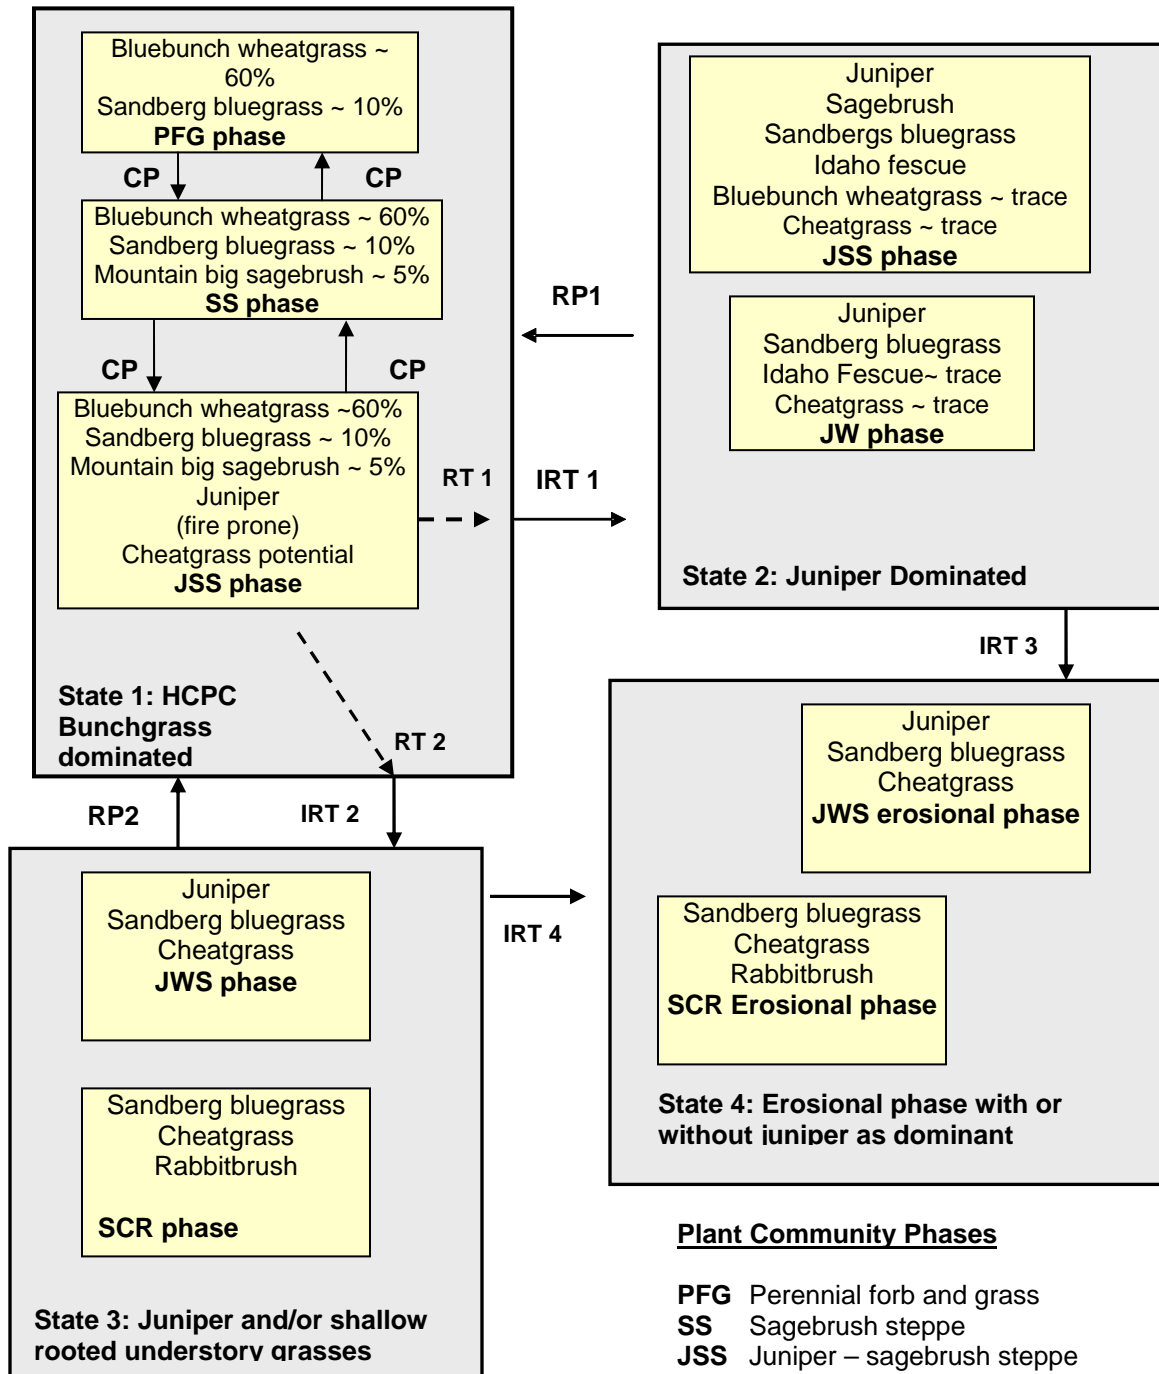 Bluebunch wheatgrass ~
60%
Sandberg bluegrass ~ 10%
PFG phase
CP
CP
Bluebunch wheatgrass ~ 60%
Sandberg bluegrass ~ 10%
Mountain big sagebrush ~ 5%
SS phase
CP
CP
Bluebunch wheatgrass ~60%
Sandberg bluegrass ~ 10%
Mountain big sagebrush ~ 5%
Juniper
(fire prone)
Cheatgrass potential
JSS phase
RT 1
State 1: HCPC
Bunchgrass
dominated
RT 2
RP1
IRT 1
Juniper
Sagebrush
Sandbergs bluegrass
Idaho fescue
Bluebunch wheatgrass ~ trace
Cheatgrass ~ trace
JSS phase
Juniper
Sandberg bluegrass
Idaho Fescue~ trace
Cheatgrass ~ trace
JW phase
State 2: Juniper Dominated
IRT 3
RP2
IRT 2
Juniper
Sandberg bluegrass
Cheatgrass
JWS phase
Sandberg bluegrass
Cheatgrass
Rabbitbrush
SCR phase
State 3: Juniper and/or shallow
rooted understory grasses
IRT 4
Juniper
Sandberg bluegrass
Cheatgrass
JWS erosional phase
Sandberg bluegrass
Cheatgrass
Rabbitbrush
SCR Erosional phase
State 4: Erosional phase with or
without juniper as dominant
Plant Community Phases
PFG Perennial forb and grass
SS Sagebrush steppe
JSS Juniper – sagebrush steppe